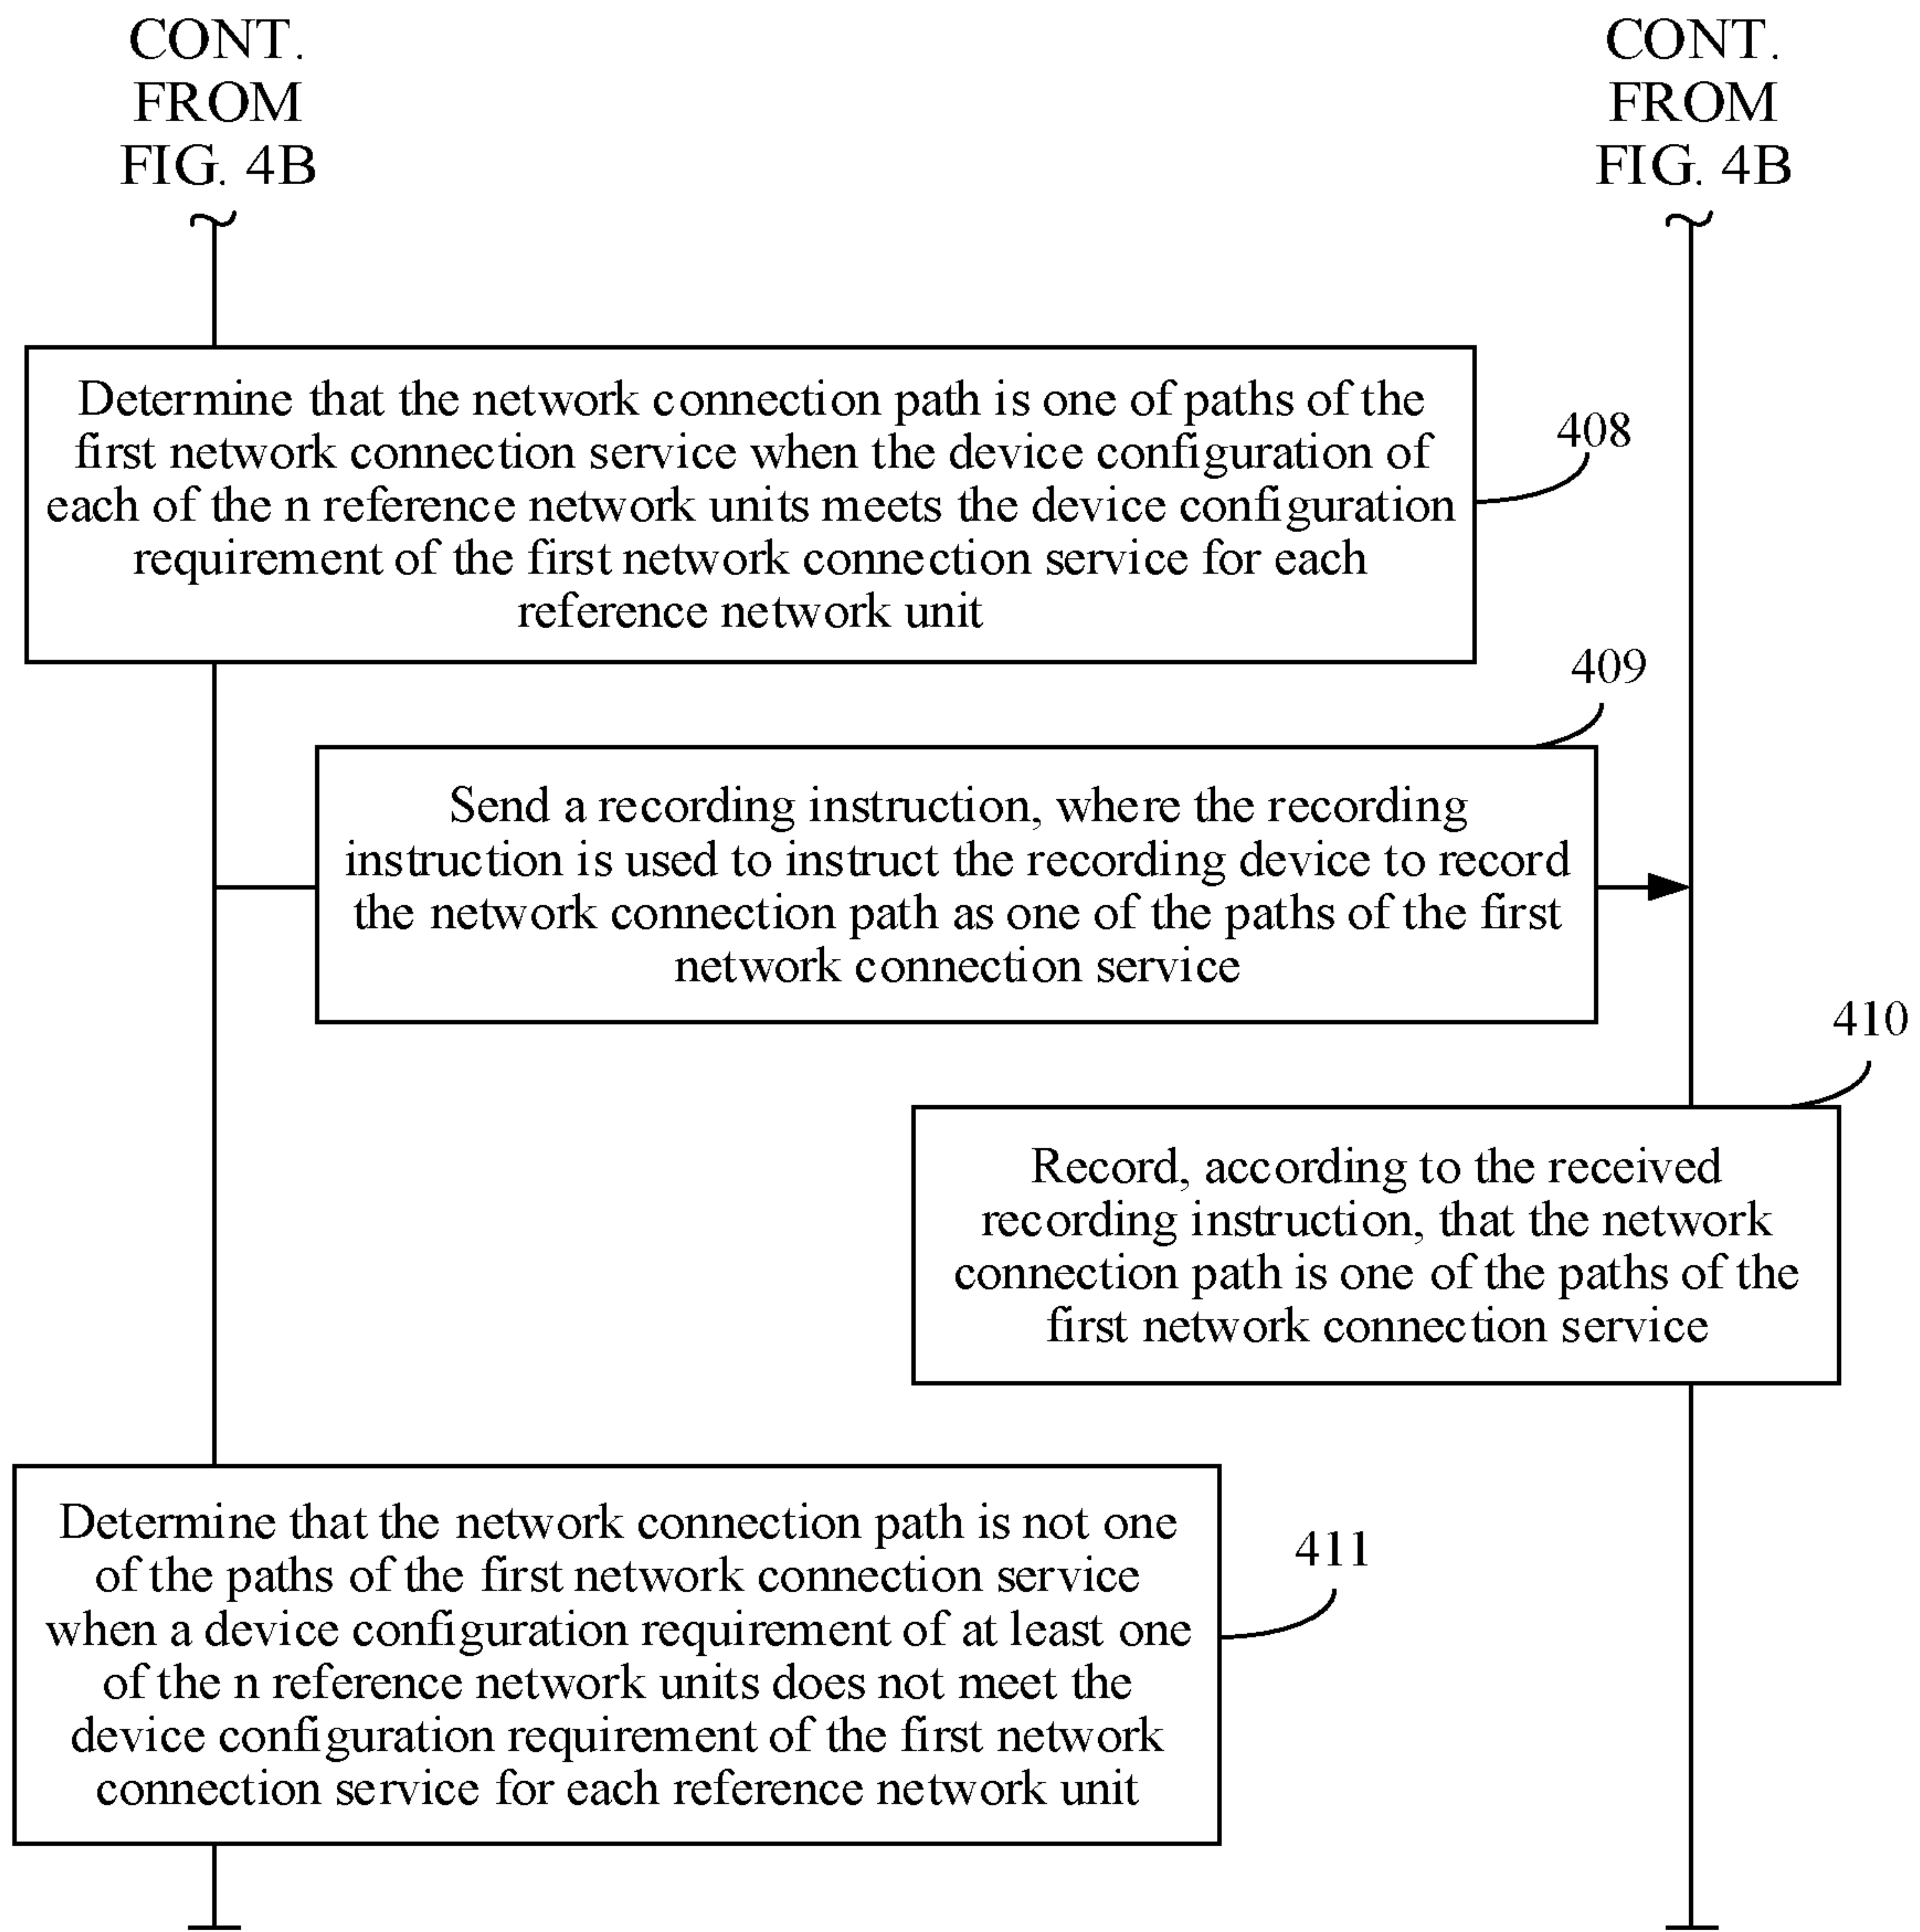 CONT.
FROM
FIG. 4B
CONT.
FROM
FIG. 4B
Determine that the network connection path is one of paths of the
first network connection service when the device configuration of
each of the n reference network units meets the device configuration
requirement of the first network connection service for each
reference network unit
408
409
Send a recording instruction, where the recording
instruction is used to instruct the recording device to record
the network connection path as one of the paths of the first
network connection service
410
Record, according to the received
recording instruction, that the network
connection path is one of the paths of the
first network connection service
Determine that the network connection path is not one
of the paths of the first network connection service
when a device configuration requirement of at least one
of the n reference network units does not meet the
device configuration requirement of the first network
connection service for each reference network unit
411